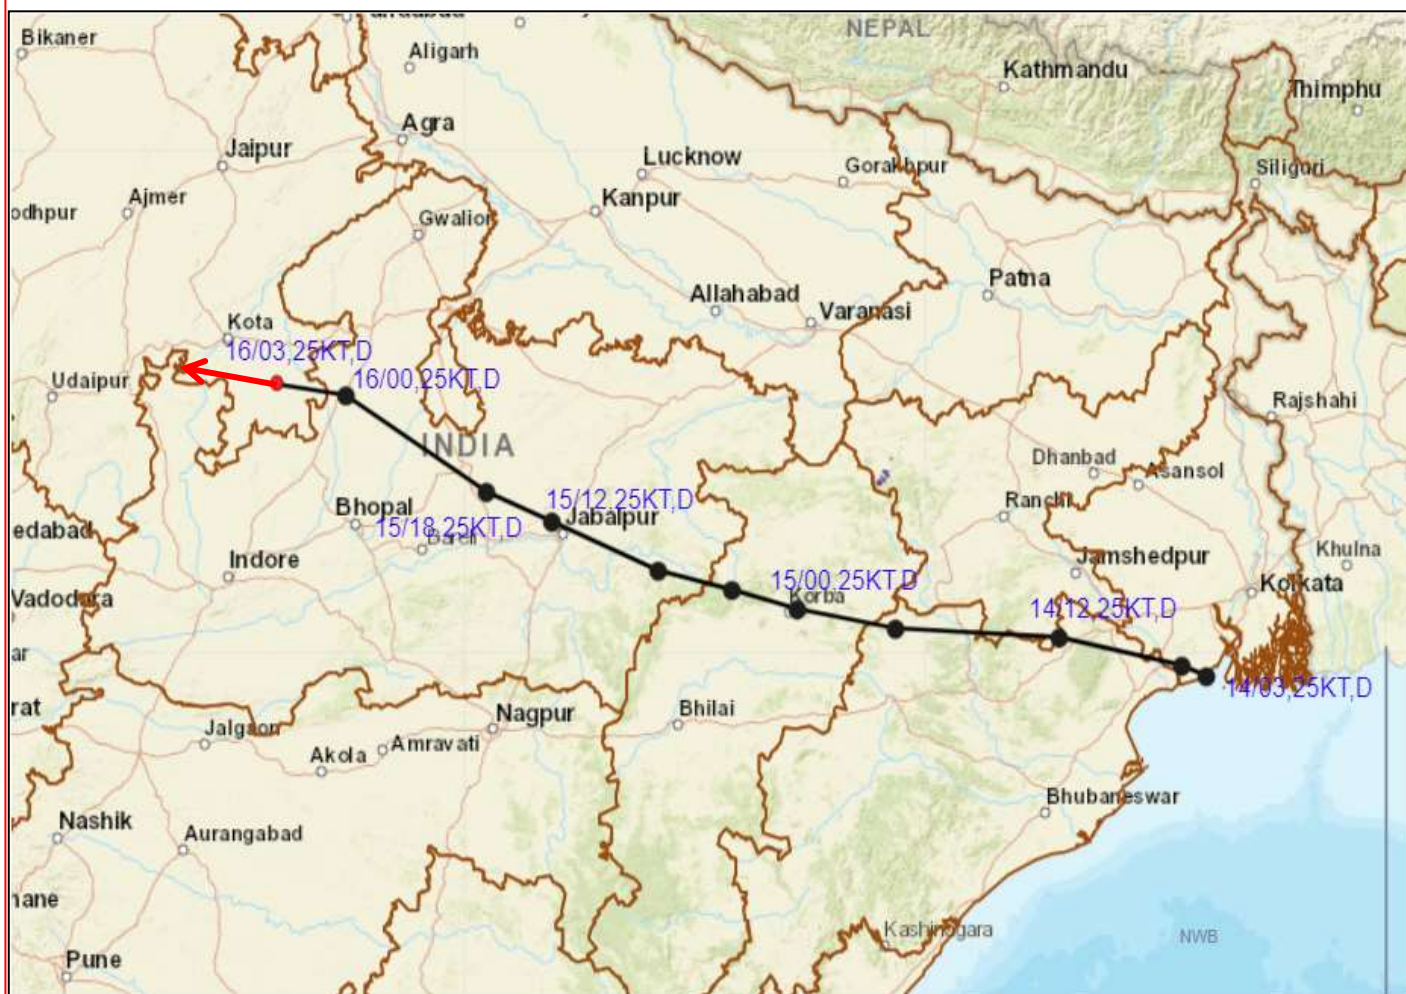 NEPAL
Bikaner
Aligarh
Kathmandu
Thimphu
Agra
Jaipur
Lucknow
Gorakhpur
Siliguri
Ajmer
Kanpur
odhpur
Gwalior
Patna
Allahabad
Varanasi
Kota
16/03,25KT,D
16/00,25KT,D
Udaipur
Rajshahi
INDIA
Dhanbad
Asansol
Bhopal
15/12,25KT,D
Jabalpur
Ranchi
15/18,25KT,D
edabad
Bareli
Khulna
Indore
Jamshedpur
15/00,25KT,D
Kolkata
Vadodara
Korba
14/12,25KT,D
ar
14/03,25KT,D
rat
Nagpur
Bhilai
Jalgaon
Amravati
Akola
Bhubaneswar
Nashik
Aurangabad
hane
Kashinagara
NWB
Pune